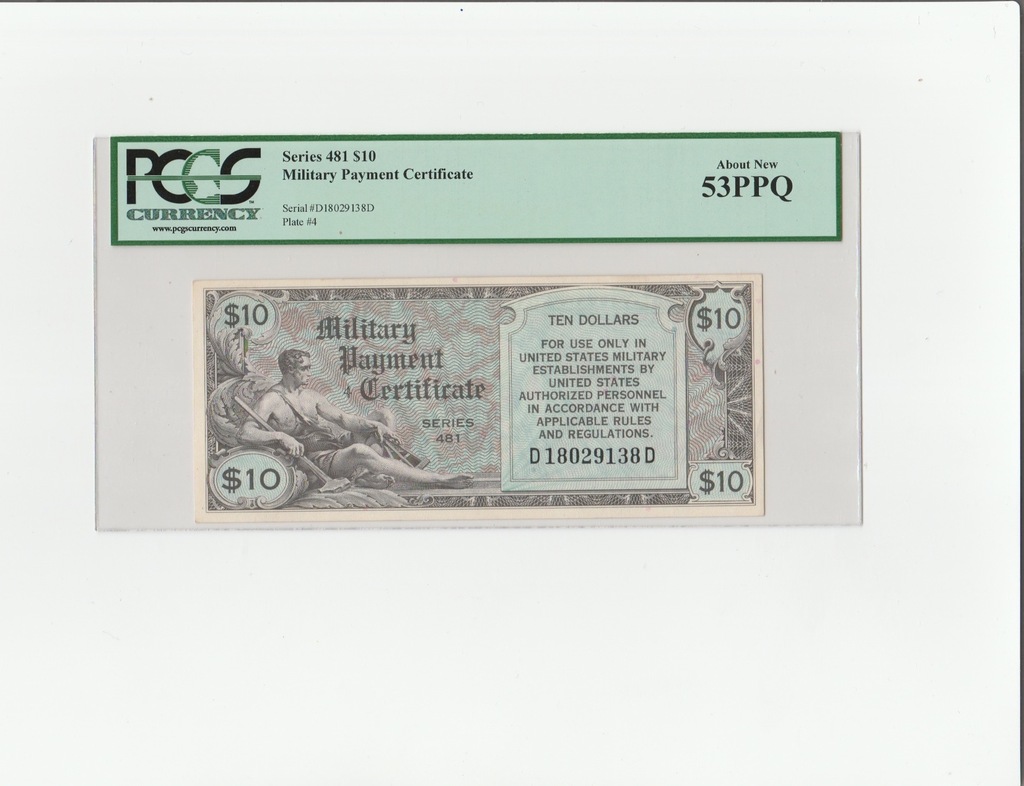 PCGS
CURRENCY
www.pcgscurrency.com
Series 481 $10
Military Payment Certificate
Serial #D18029138D
Plate #4
About New
53PPQ
$10
Military
Payment
4 Certificate
SERIES
481
$10
TEN DOLLARS
FOR USE ONLY IN
UNITED STATES MILITARY
ESTABLISHMENTS BY
UNITED STATES
AUTHORIZED PERSONNEL
IN ACCORDANCE WITH
APPLICABLE RULES
AND REGULATIONS.
D18029138D
$10
$10